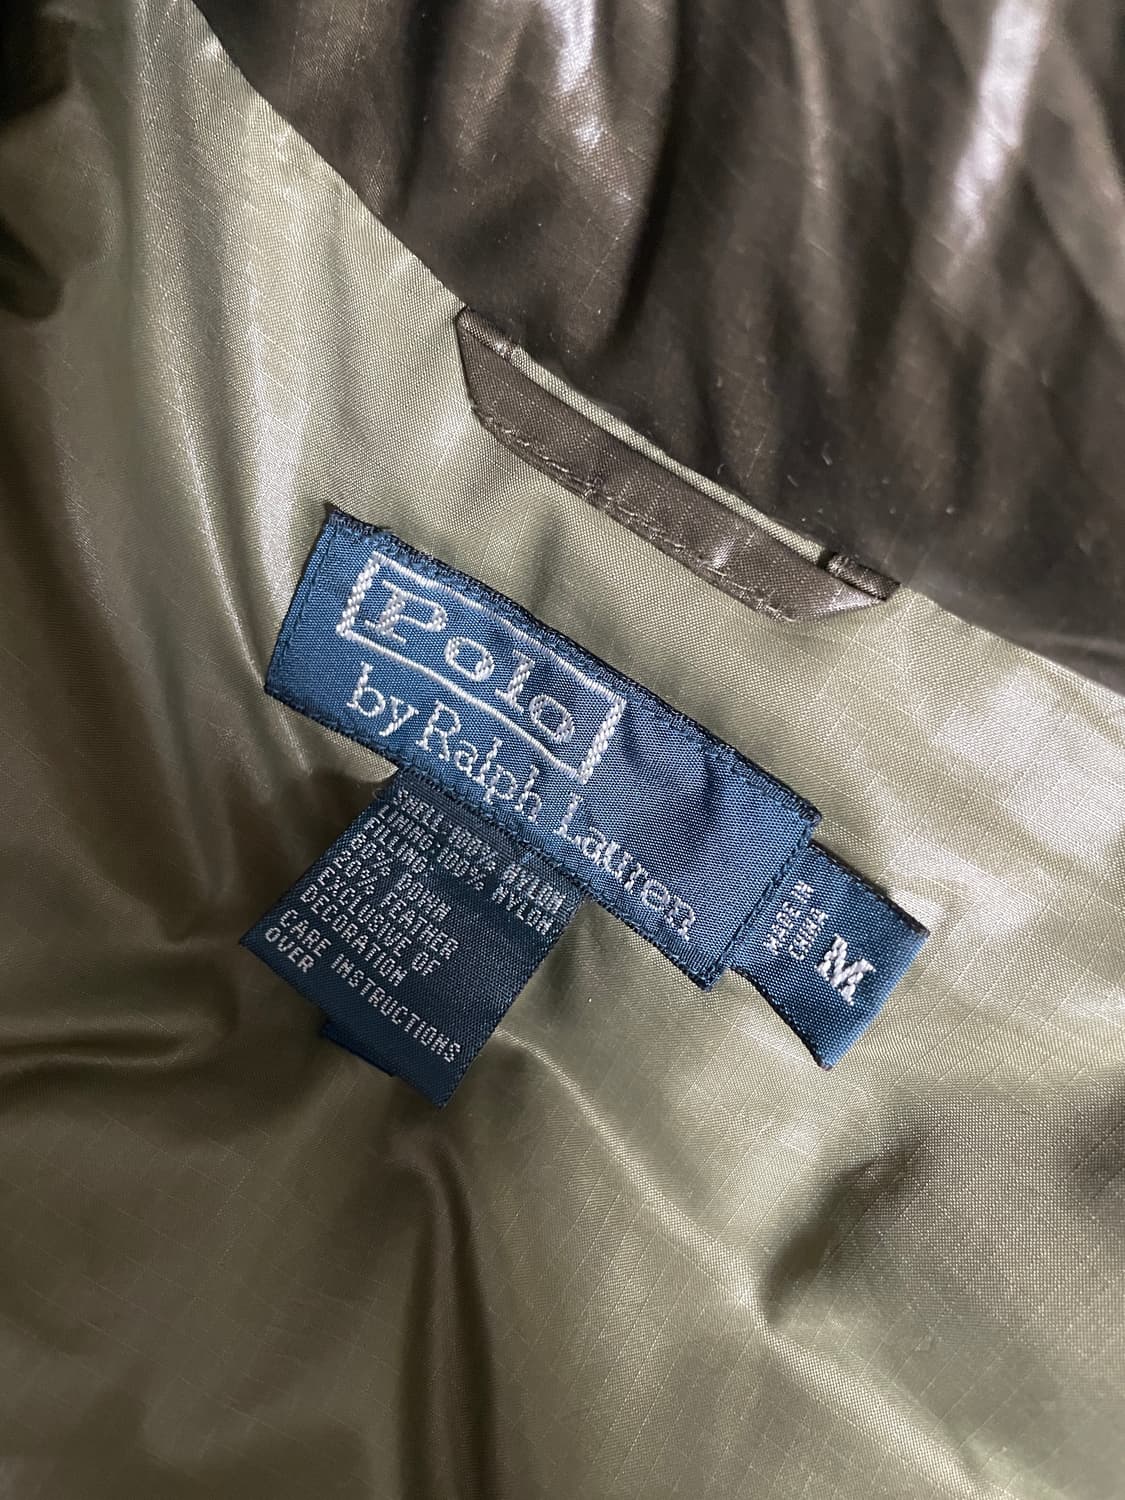 Polo
by Ralph Lauren
M
MADE IN
CHINA
SHELL 100% NYLON
LINING 100% NYLON
FILLING
80% DOWN
20% FEATHER
EXCLUSIVE OF
DECORATION
CARE INSTRUCTIONS
OVER